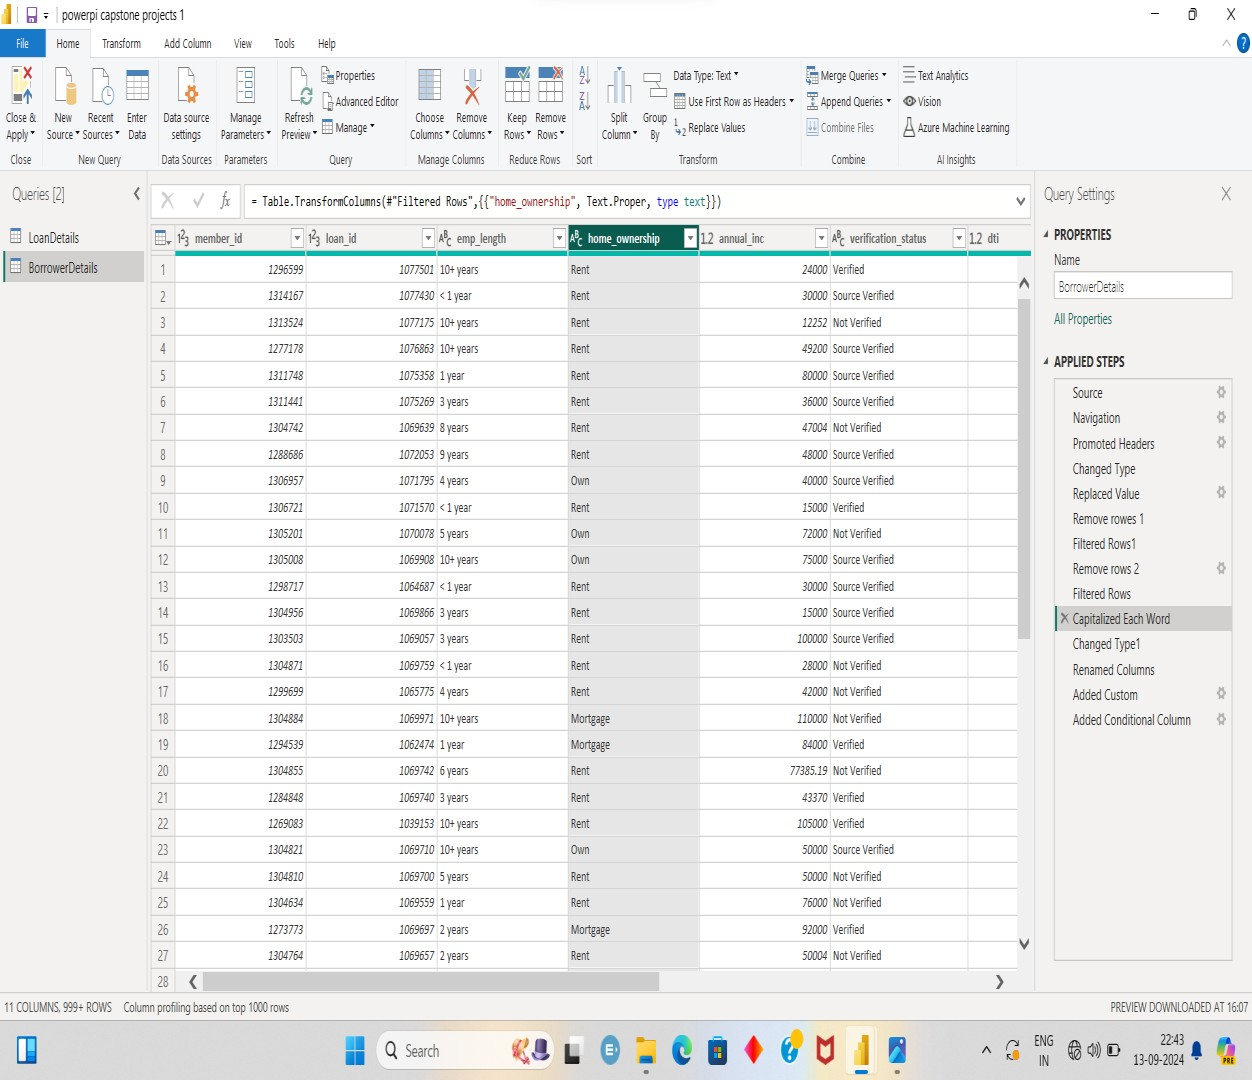 powerpi capstone projects 1
File Home Transform Add Column View Tools Help
Close & Apply
New Source
Recent Sources
Enter Data
Data source settings
Manage Parameters
Refresh Preview
Properties
Advanced Editor
Manage
Choose Columns
Remove Columns
Keep Rows
Remove Rows
Split Column
Group By
Data Type: Text
Use First Row as Headers
Replace Values
Merge Queries
Append Queries
Combine Files
Text Analytics
Vision
Azure Machine Learning
Close New Query Data Sources Parameters Query Manage Columns Reduce Rows Sort Transform Combine AI Insights
Queries [2]
LoanDetails
BorrowerDetails
fx = Table.TransformColumns(#"Filtered Rows",{{"home_ownership", Text.Proper, type text}})
member_id loan_id emp_length home_ownership annual_inc verification_status 1.2 dti
1 1296599 1077501 10+ years Rent 24000 Verified
2 1314167 1077430 < 1 year Rent 30000 Source Verified
3 1313524 1077175 10+ years Rent 12252 Not Verified
4 1277178 1076863 10+ years Rent 49200 Source Verified
5 1311748 1075358 1 year Rent 80000 Source Verified
6 1311441 1075269 3 years Rent 36000 Source Verified
7 1304742 1069639 8 years Rent 47004 Not Verified
8 1288686 1072053 9 years Rent 48000 Source Verified
9 1306957 1071795 4 years Own 40000 Source Verified
10 1306721 1071570 < 1 year Rent 15000 Verified
11 1305201 1070078 5 years Own 72000 Not Verified
12 1305008 1069908 10+ years Own 75000 Source Verified
13 1298717 1064687 < 1 year Rent 30000 Source Verified
14 1304956 1069866 3 years Rent 15000 Source Verified
15 1303503 1069057 3 years Rent 100000 Source Verified
16 1304871 1069759 < 1 year Rent 28000 Not Verified
17 1299699 1065775 4 years Rent 42000 Not Verified
18 1304884 1069971 10+ years Mortgage 110000 Not Verified
19 1294539 1062474 1 year Mortgage 84000 Verified
20 1304855 1069742 6 years Rent 77385.19 Not Verified
21 1284848 1069740 3 years Rent 43370 Verified
22 1269083 1039153 10+ years Rent 105000 Verified
23 1304821 1069710 10+ years Own 50000 Source Verified
24 1304810 1069700 5 years Rent 50000 Not Verified
25 1304634 1069559 1 year Rent 76000 Not Verified
26 1273773 1069697 2 years Mortgage 92000 Verified
27 1304764 1069657 2 years Rent 50004 Not Verified
28
Query Settings
PROPERTIES
Name
BorrowerDetails
All Properties
APPLIED STEPS
Source
Navigation
Promoted Headers
Changed Type
Replaced Value
Remove rowes 1
Filtered Rows1
Remove rows 2
Filtered Rows
Capitalized Each Word
Changed Type1
Renamed Columns
Added Custom
Added Conditional Column
11 COLUMNS, 999+ ROWS Column profiling based on top 1000 rows PREVIEW DOWNLOADED AT 16:07
Search
ENG
IN
22:43
13-09-2024
PRE